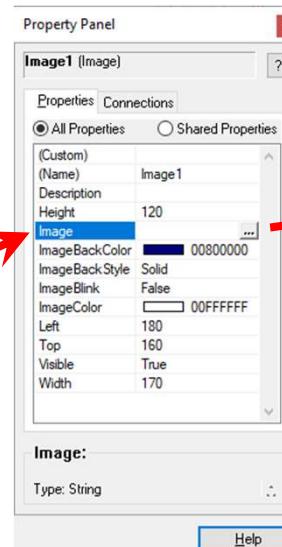 Property Panel
Image1 (Image)
?
Properties Connections
All Properties Shared Properties
(Custom)
(Name) Image1
Description
Height 120
Image ...
ImageBackColor 00800000
ImageBackStyle Solid
ImageBlink False
ImageColor 00FFFFFF
Left 180
Top 160
Visible True
Width 170
Image:
Type: String
Help